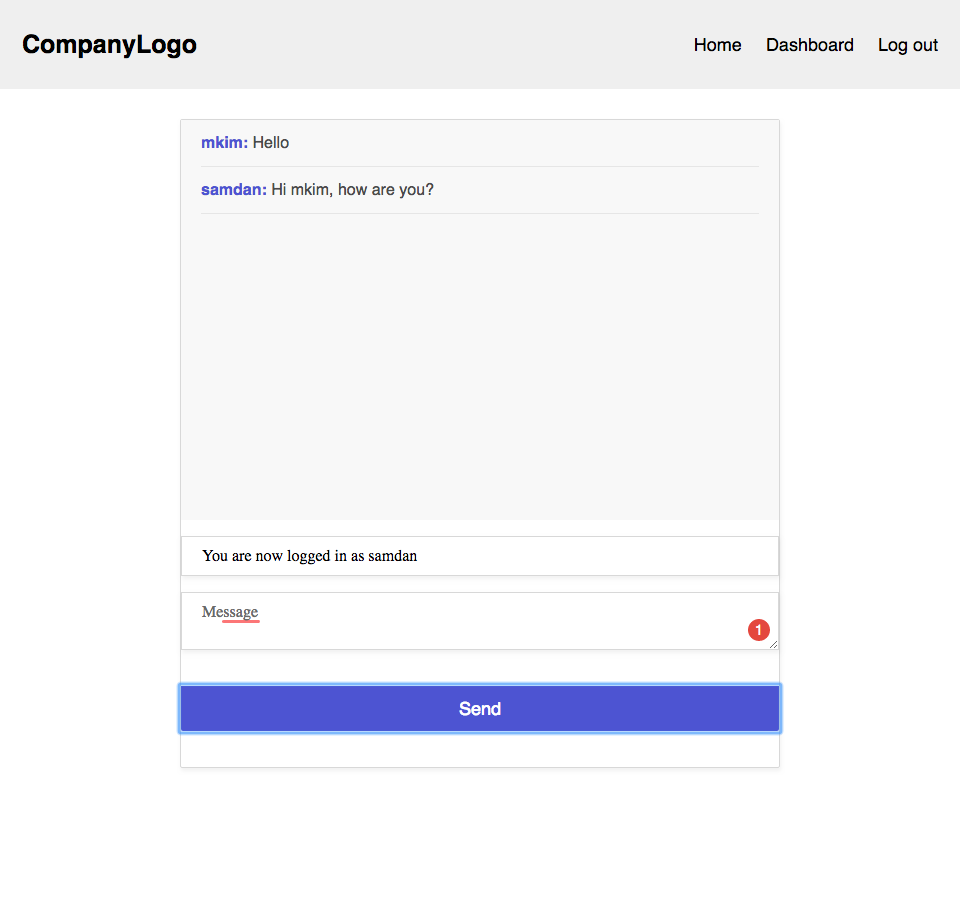 CompanyLogo
Home Dashboard Log out
mkim: Hello
samdan: Hi mkim, how are you?
You are now logged in as samdan
Message
1
Send